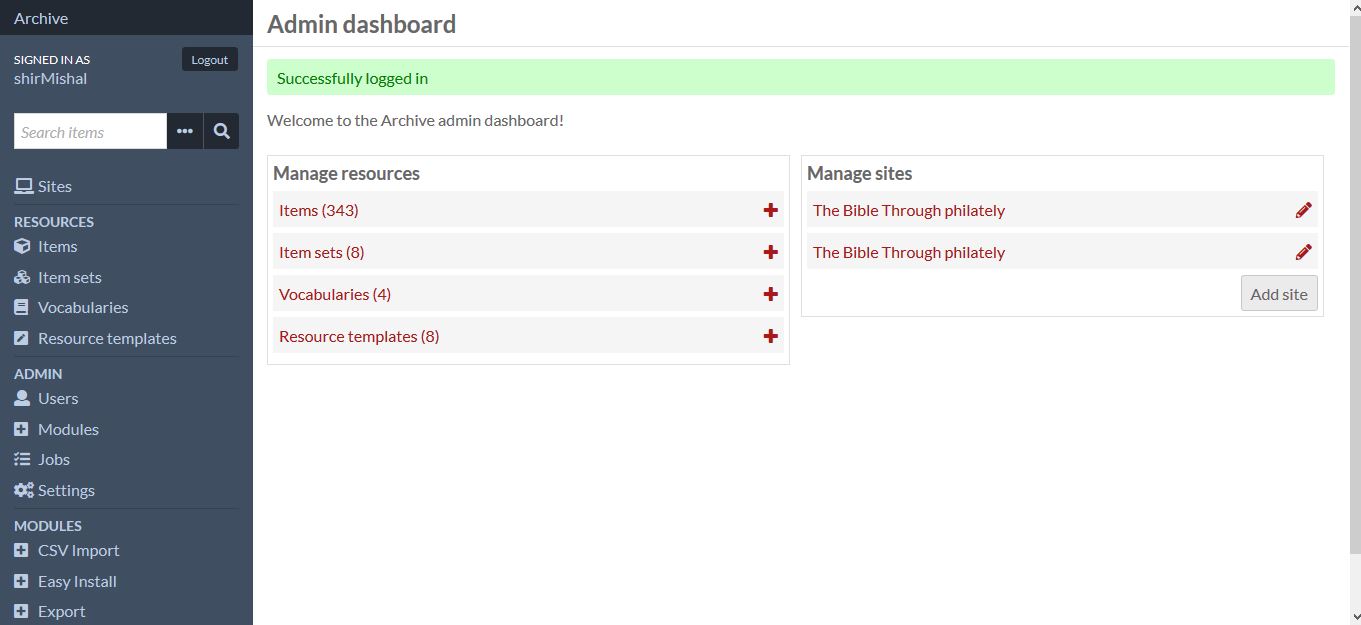 Archive
SIGNED IN AS
shirMishal
Logout
Search items
Sites
RESOURCES
Items
Item sets
Vocabularies
Resource templates
ADMIN
Users
Modules
Jobs
Settings
MODULES
CSV Import
Easy Install
Export
Admin dashboard
Successfully logged in
Welcome to the Archive admin dashboard!
Manage resources
Items (343)
Item sets (8)
Vocabularies (4)
Resource templates (8)
Manage sites
The Bible Through philately
The Bible Through philately
Add site